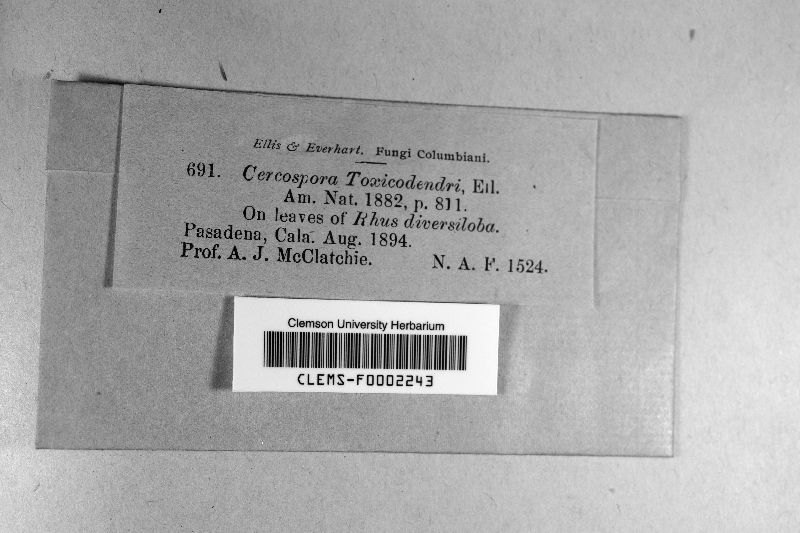 Ellis & Everhart. Fungi Columbiani.
691. Cercospora Toxicodendri, Ell.
Am. Nat. 1882, p. 811.
On leaves of Rhus diversiloba.
Pasadena, Cala. Aug. 1894.
Prof. A. J. McClatchie. N. A. F. 1524.
Clemson University Herbarium
CLEMS-F0002243